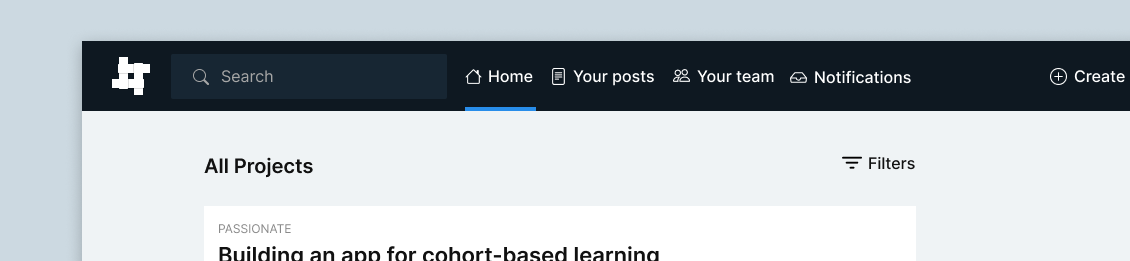 Search Home Your posts Your team Notifications Create
All Projects Filters
PASSIONATE
Building an app for cohort-based learning